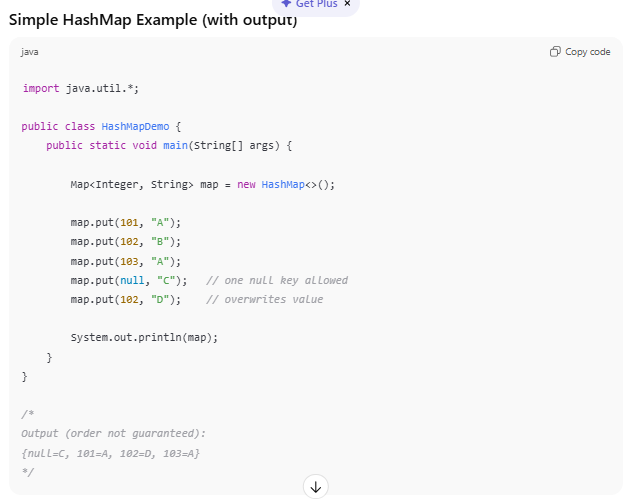 Get Plus ×
Simple HashMap Example (with output)
java
Copy code
import java.util.*;
public class HashMapDemo {
    public static void main(String[] args) {
        Map<Integer, String> map = new HashMap<>();
        map.put(101, "A");
        map.put(102, "B");
        map.put(103, "A");
        map.put(null, "C");   // one null key allowed
        map.put(102, "D");    // overwrites value
        System.out.println(map);
    }
}
/*
Output (order not guaranteed):
{null=C, 101=A, 102=D, 103=A}
*/